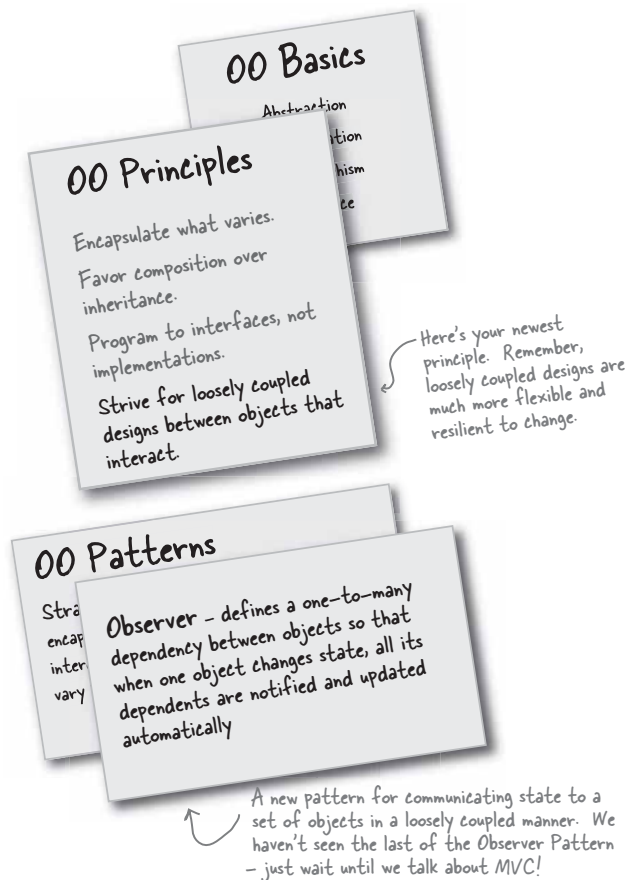 OO Basics
Abstraction
OO Principles
Encapsulate what varies.
Favor composition over
inheritance.
Program to interfaces, not
implementations.
Strive for loosely coupled
designs between objects that
interact.
Here's your newest
principle. Remember,
loosely coupled designs are
much more flexible and
resilient to change.
OO Patterns
Observer – defines a one-to-many
dependency between objects so that
when one object changes state, all its
dependents are notified and updated
automatically
vary
A new pattern for communicating state to a
set of objects in a loosely coupled manner. We
haven't seen the last of the Observer Pattern
– just wait until we talk about MVC!